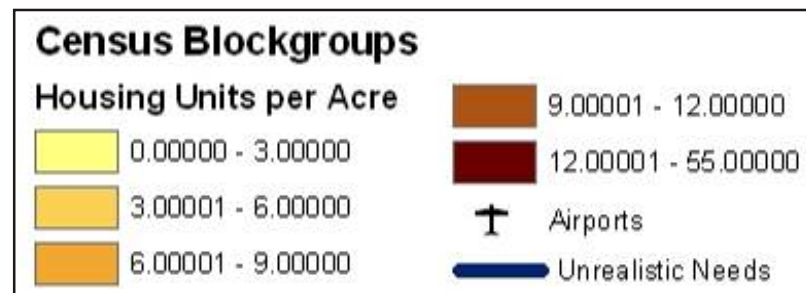 Census Blockgroups
Housing Units per Acre
0.00000 - 3.00000
3.00001 - 6.00000
6.00001 - 9.00000
9.00001 - 12.00000
12.00001 - 55.00000
Airports
Unrealistic Needs